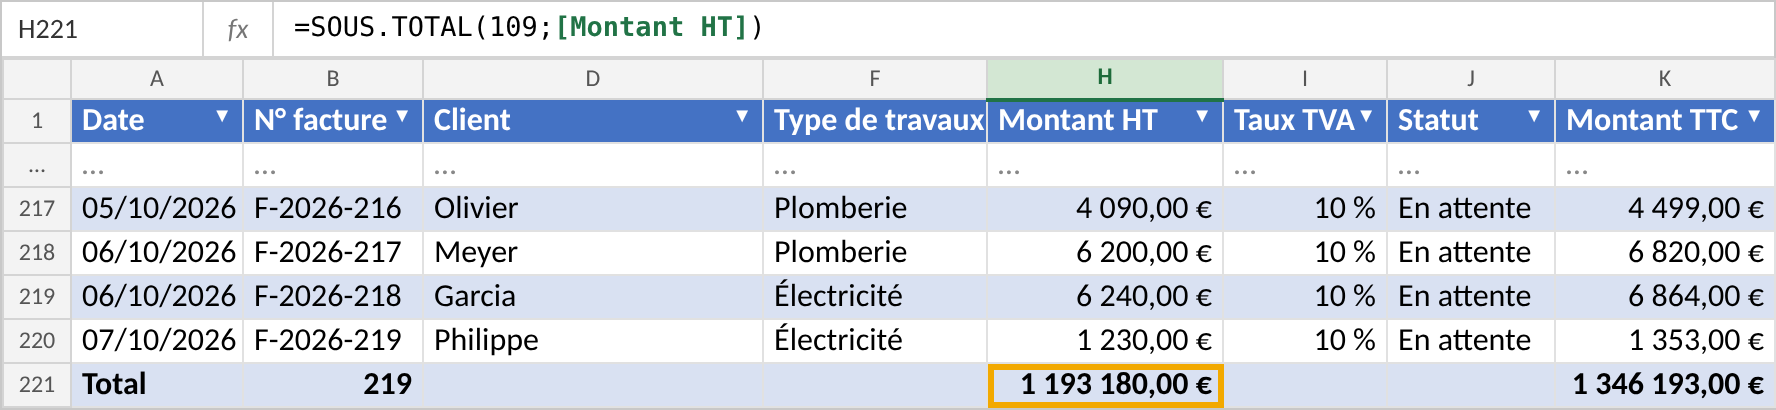 H221 fx =SOUS.TOTAL(109;[Montant HT])
A B D F H I J K
1 Date N° facture Client Type de travaux Montant HT Taux TVA Statut Montant TTC
... ... ... ... ... ... ... ... ...
217 05/10/2026 F-2026-216 Olivier Plomberie 4 090,00 € 10 % En attente 4 499,00 €
218 06/10/2026 F-2026-217 Meyer Plomberie 6 200,00 € 10 % En attente 6 820,00 €
219 06/10/2026 F-2026-218 Garcia Électricité 6 240,00 € 10 % En attente 6 864,00 €
220 07/10/2026 F-2026-219 Philippe Électricité 1 230,00 € 10 % En attente 1 353,00 €
221 Total 219 1 193 180,00 € 1 346 193,00 €